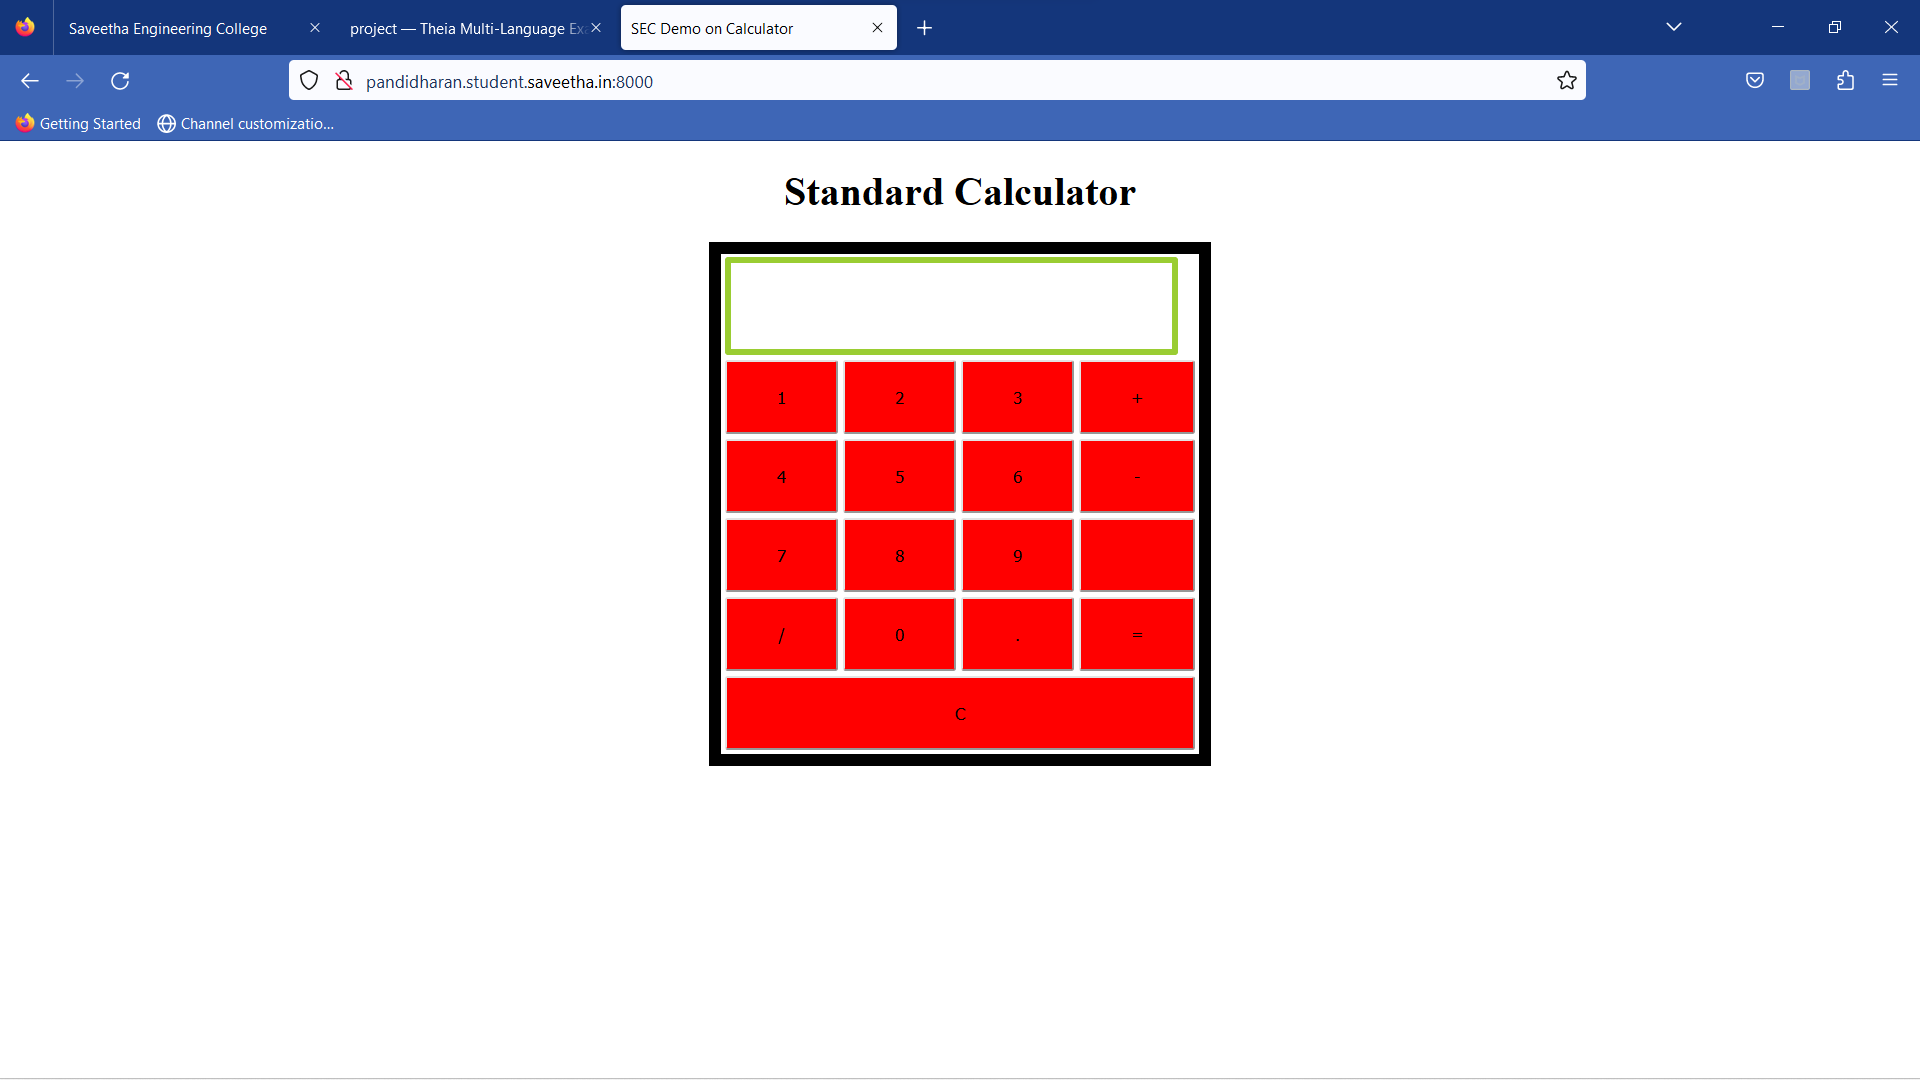 Saveetha Engineering College
project — Theia Multi-Language Ex
SEC Demo on Calculator
pandidharan.student.saveetha.in:8000
Getting Started
Channel customizatio...
Standard Calculator
1 2 3 +
4 5 6 -
7 8 9
/ 0 . =
C